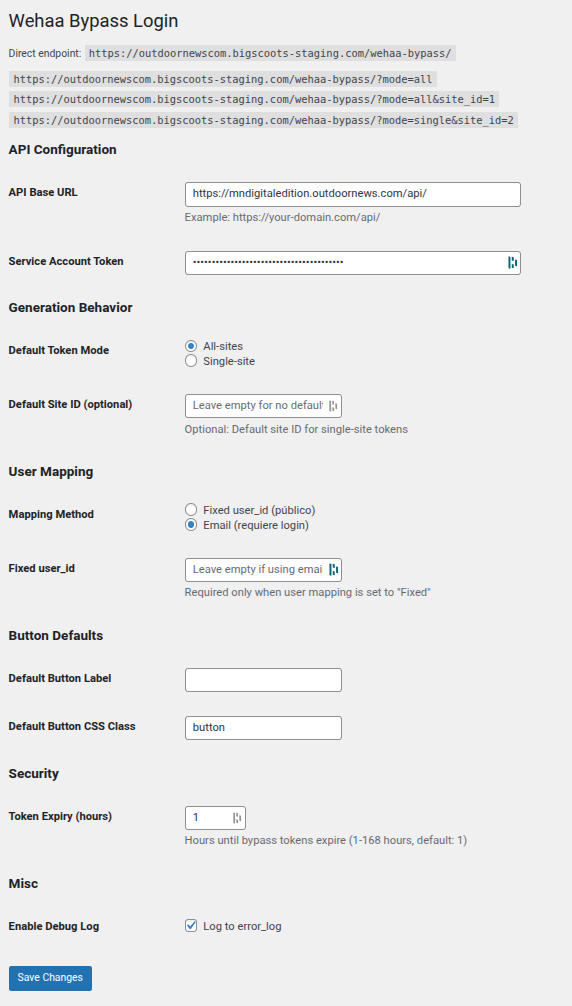 Wehaa Bypass Login
Direct endpoint: https://outdoornewscom.bigscoots-staging.com/wehaa-bypass/
https://outdoornewscom.bigscoots-staging.com/wehaa-bypass/?mode=all
https://outdoornewscom.bigscoots-staging.com/wehaa-bypass/?mode=all&site_id=1
https://outdoornewscom.bigscoots-staging.com/wehaa-bypass/?mode=single&site_id=2
API Configuration
API Base URL
https://mndigitaledition.outdoornews.com/api/
Example: https://your-domain.com/api/
Service Account Token
Generation Behavior
Default Token Mode
All-sites
Single-site
Default Site ID (optional)
Leave empty for no defaul
Optional: Default site ID for single-site tokens
User Mapping
Mapping Method
Fixed user_id (público)
Email (requiere login)
Fixed user_id
Leave empty if using emai
Required only when user mapping is set to "Fixed"
Button Defaults
Default Button Label
Default Button CSS Class
button
Security
Token Expiry (hours)
1
Hours until bypass tokens expire (1-168 hours, default: 1)
Misc
Enable Debug Log
Log to error_log
Save Changes